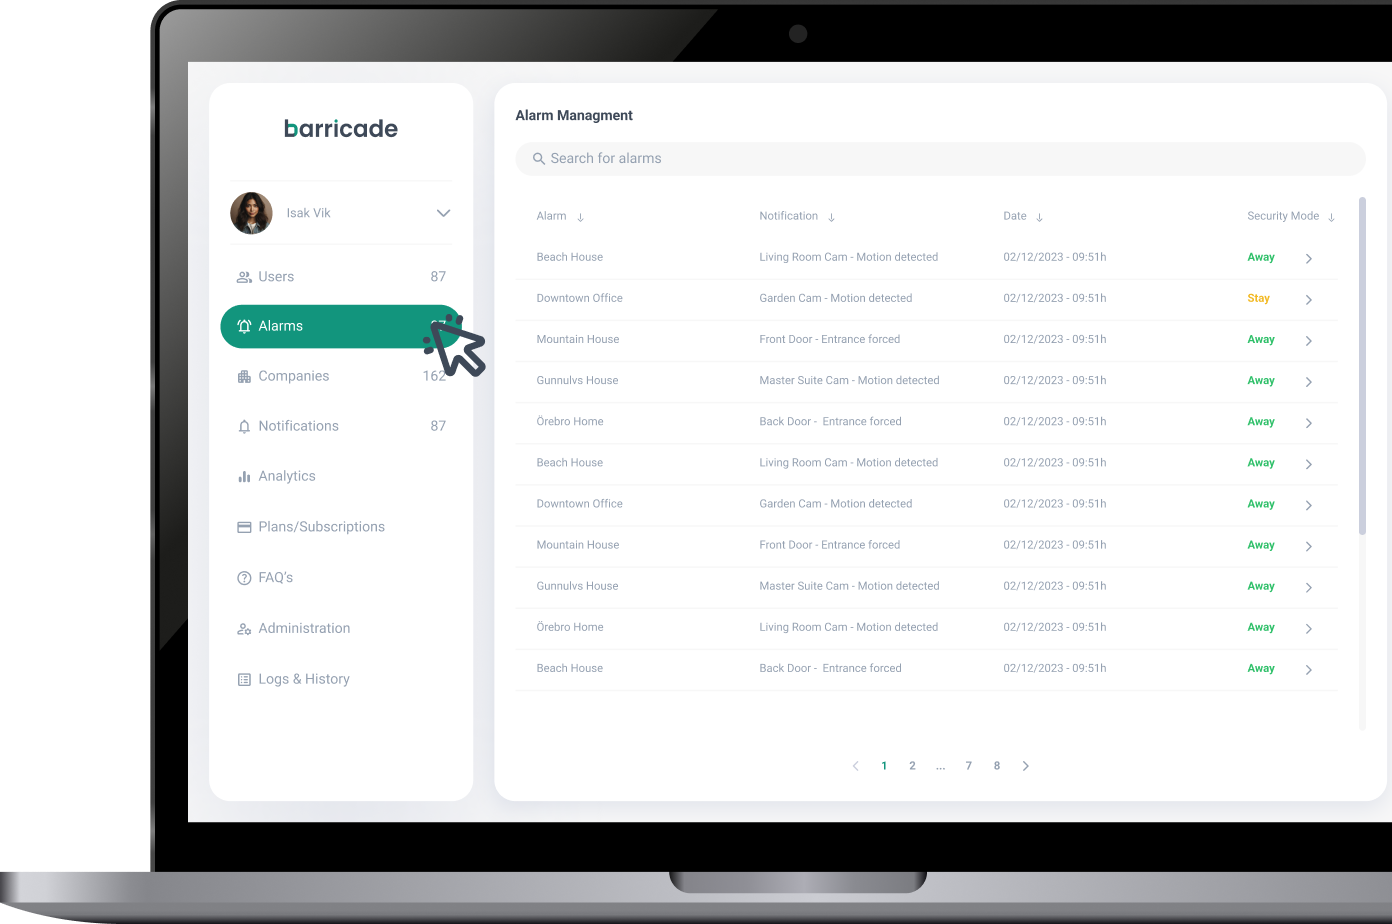 barricade
Isak Vik
Users 87
Alarms
Companies 162
Notifications 87
Analytics
Plans/Subscriptions
FAQ's
Administration
Logs & History
Alarm Managment
Search for alarms
Alarm Notification Date Security Mode
Beach House Living Room Cam - Motion detected 02/12/2023 - 09:51h Away
Downtown Office Garden Cam - Motion detected 02/12/2023 - 09:51h Stay
Mountain House Front Door - Entrance forced 02/12/2023 - 09:51h Away
Gunnulvs House Master Suite Cam - Motion detected 02/12/2023 - 09:51h Away
Örebro Home Back Door - Entrance forced 02/12/2023 - 09:51h Away
Beach House Living Room Cam - Motion detected 02/12/2023 - 09:51h Away
Downtown Office Garden Cam - Motion detected 02/12/2023 - 09:51h Away
Mountain House Front Door - Entrance forced 02/12/2023 - 09:51h Away
Gunnulvs House Master Suite Cam - Motion detected 02/12/2023 - 09:51h Away
Örebro Home Living Room Cam - Motion detected 02/12/2023 - 09:51h Away
Beach House Back Door - Entrance forced 02/12/2023 - 09:51h Away
1 2 ... 7 8